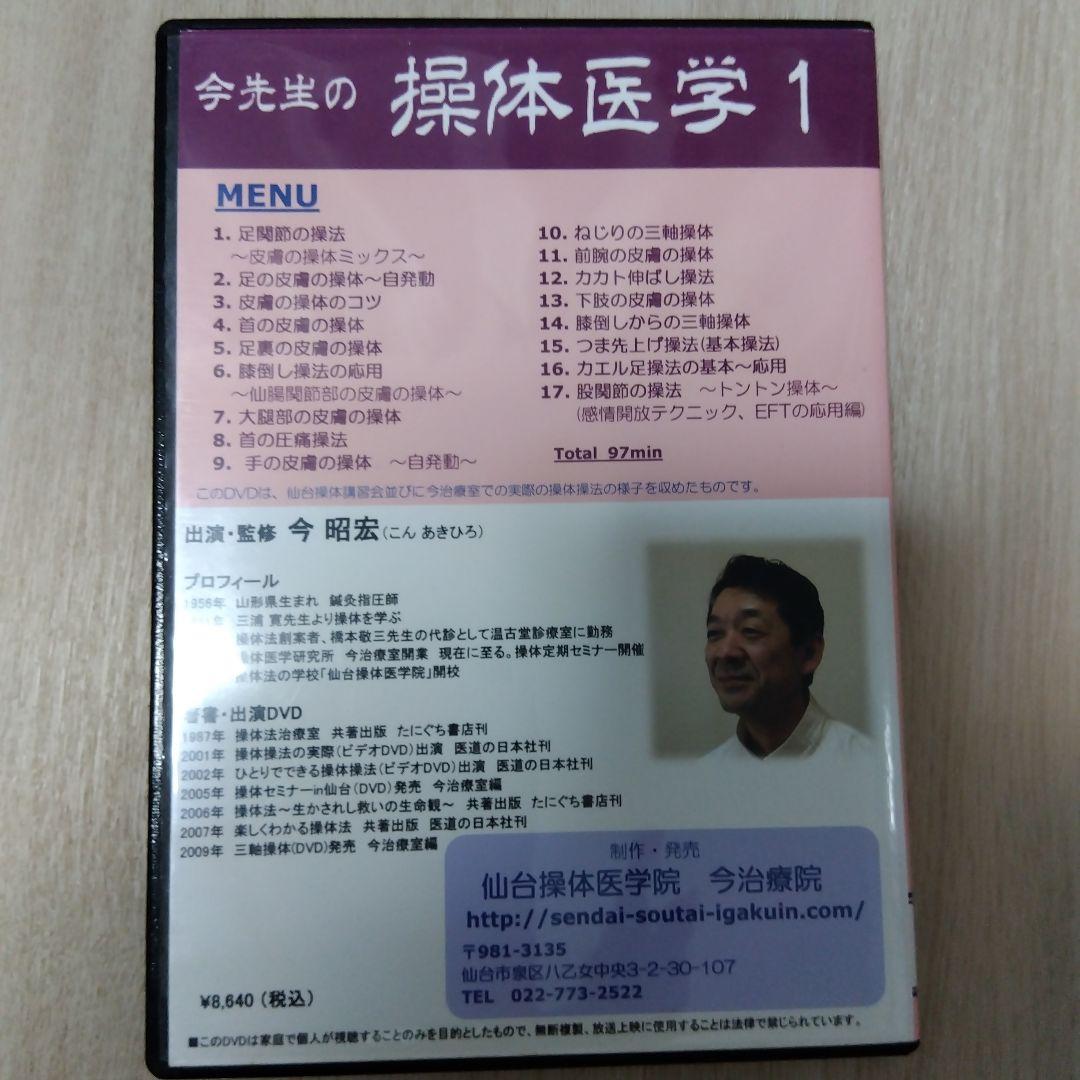 今先生の 操体医学1
MENU
1. 足関節の操法
～皮膚の操体ミックス～
2. 足の皮膚の操体～自発動
3. 皮膚の操体のコツ
4. 首の皮膚の操体
5. 足裏の皮膚の操体
6. 膝倒し操法の応用
～仙腸関節部の皮膚の操体～
7. 大腿部の皮膚の操体
8. 首の圧痛操法
9. 手の皮膚の操体 ～自発動～
10. ねじりの三軸操体
11. 前腕の皮膚の操体
12. カカト伸ばし操法
13. 下肢の皮膚の操体
14. 膝倒しからの三軸操体
15. つま先上げ操法(基本操法)
16. カエル足操法の基本～応用
17. 股関節の操法 ～トントン操体～
(感情開放テクニック、EFTの応用編)
Total 97min
このDVDは、仙台操体講習会並びに今治療室での実際の操体操法の様子を収めたものです。
出演・監修 今 昭宏(こん あきひろ)
プロフィール
1956年 山形県生まれ 鍼灸指圧師
三浦 寛先生より操体を学ぶ
操体法創案者、橋本敬三先生の代診として温古堂診療室に勤務
操体医学研究所 今治療室開業 現在に至る。操体定期セミナー開催
操体法の学校「仙台操体医学院」開校
著書・出演DVD
1987年 操体法治療室 共著出版 たにぐち書店刊
2001年 操体操法の実際(ビデオDVD)出演 医道の日本社刊
2002年 ひとりでできる操体操法(ビデオDVD)出演 医道の日本社刊
2005年 操体セミナーin仙台(DVD)発売 今治療室編
2006年 操体法～生かされし救いの生命観～ 共著出版 たにぐち書店刊
2007年 楽しくわかる操体法 共著出版 医道の日本社刊
2009年 三軸操体(DVD)発売 今治療室編
制作・発売
仙台操体医学院 今治療院
http://sendai-soutai-igakuin.com/
〒981-3135
仙台市泉区八乙女中央3-2-30-107
TEL 022-773-2522
¥8,640(税込)
■このDVDは家庭で個人が視聴することのみを目的としたもので、無断複製、放送上映に使用することは法律で禁じられています。